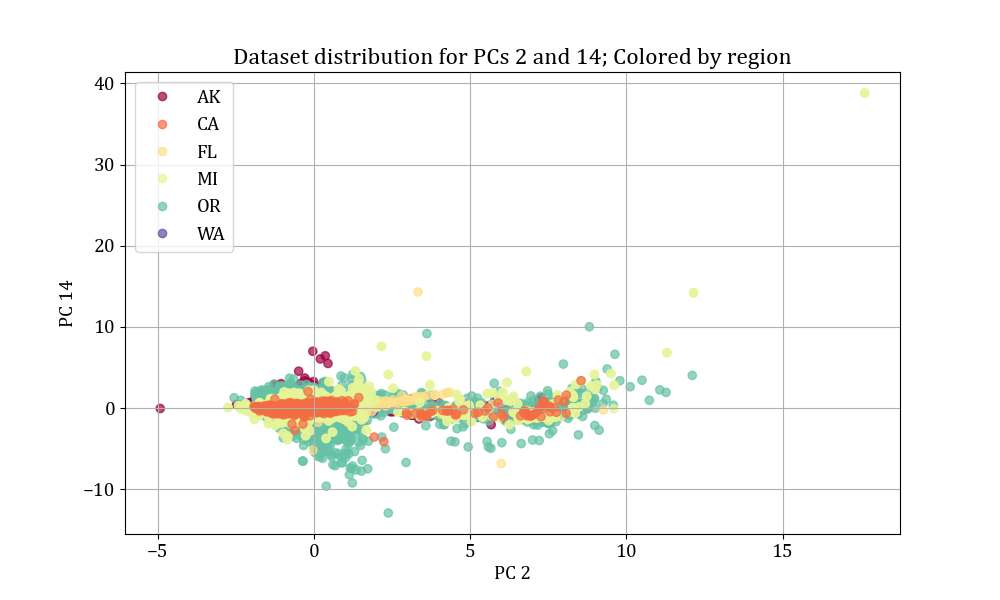 Dataset distribution for PCs 2 and 14; Colored by region
40
30
20
10
0
−10
PC 14
AK
CA
FL
MI
OR
WA
−5
0
5
10
15
PC 2